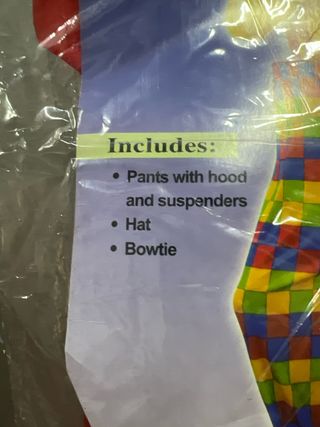 Includes:
• Pants with hood
and suspenders
• Hat
• Bowtie